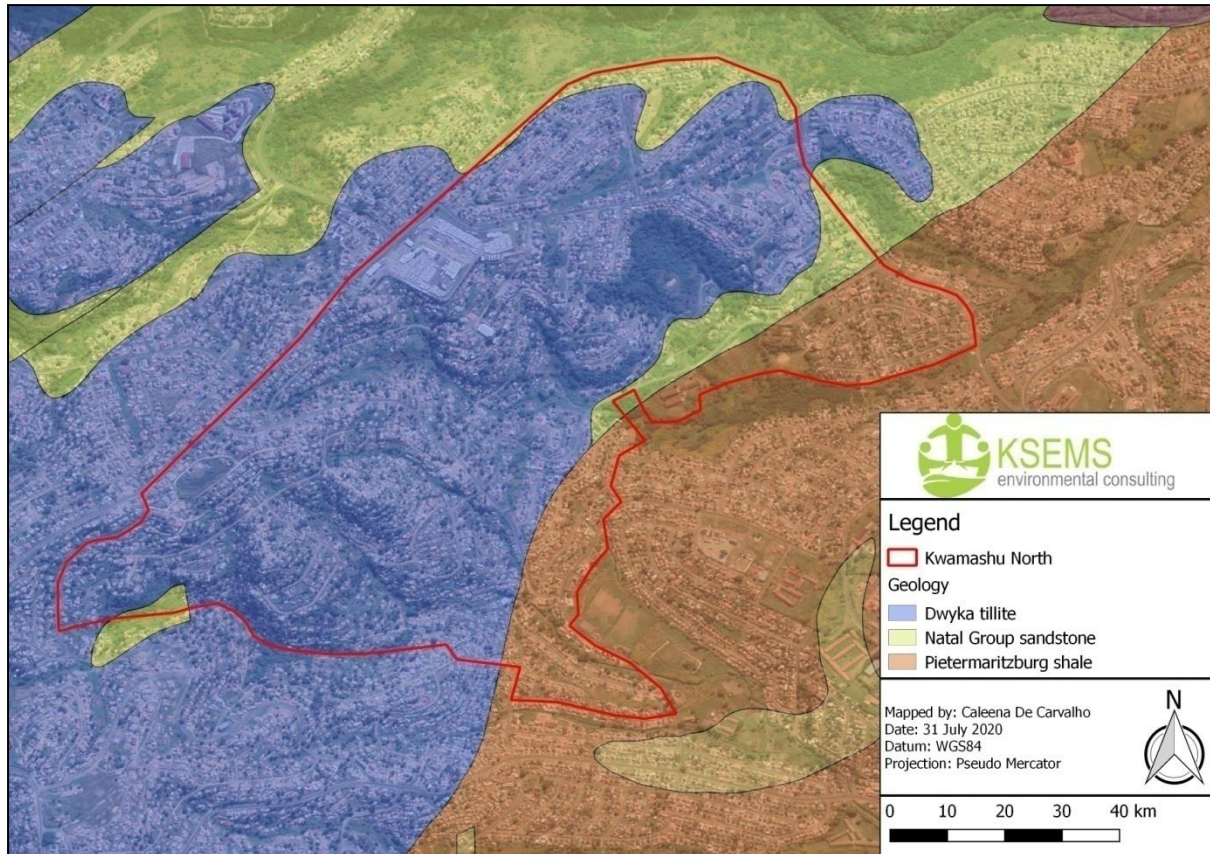 KSEMS
environmental consulting
Legend
Kwamashu North
Geology
Dwyka tillite
Natal Group sandstone
Pietermaritzburg shale
Mapped by: Caleena De Carvalho
Date: 31 July 2020
Datum: WGS84
Projection: Pseudo Mercator
N
0 10 20 30 40 km